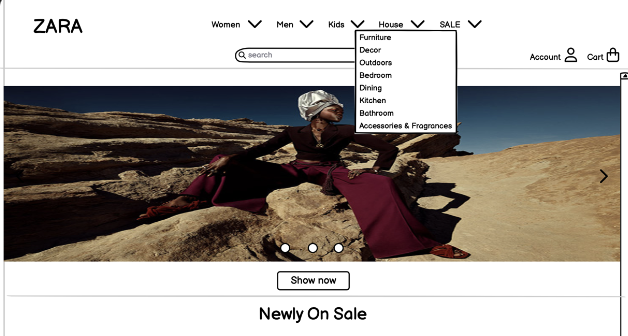 ZARA
Women Men Kids House SALE
search
Account Cart
Furniture
Decor
Outdoors
Bedroom
Dining
Kitchen
Bathroom
Accessories & Fragrances
Show now
Newly On Sale